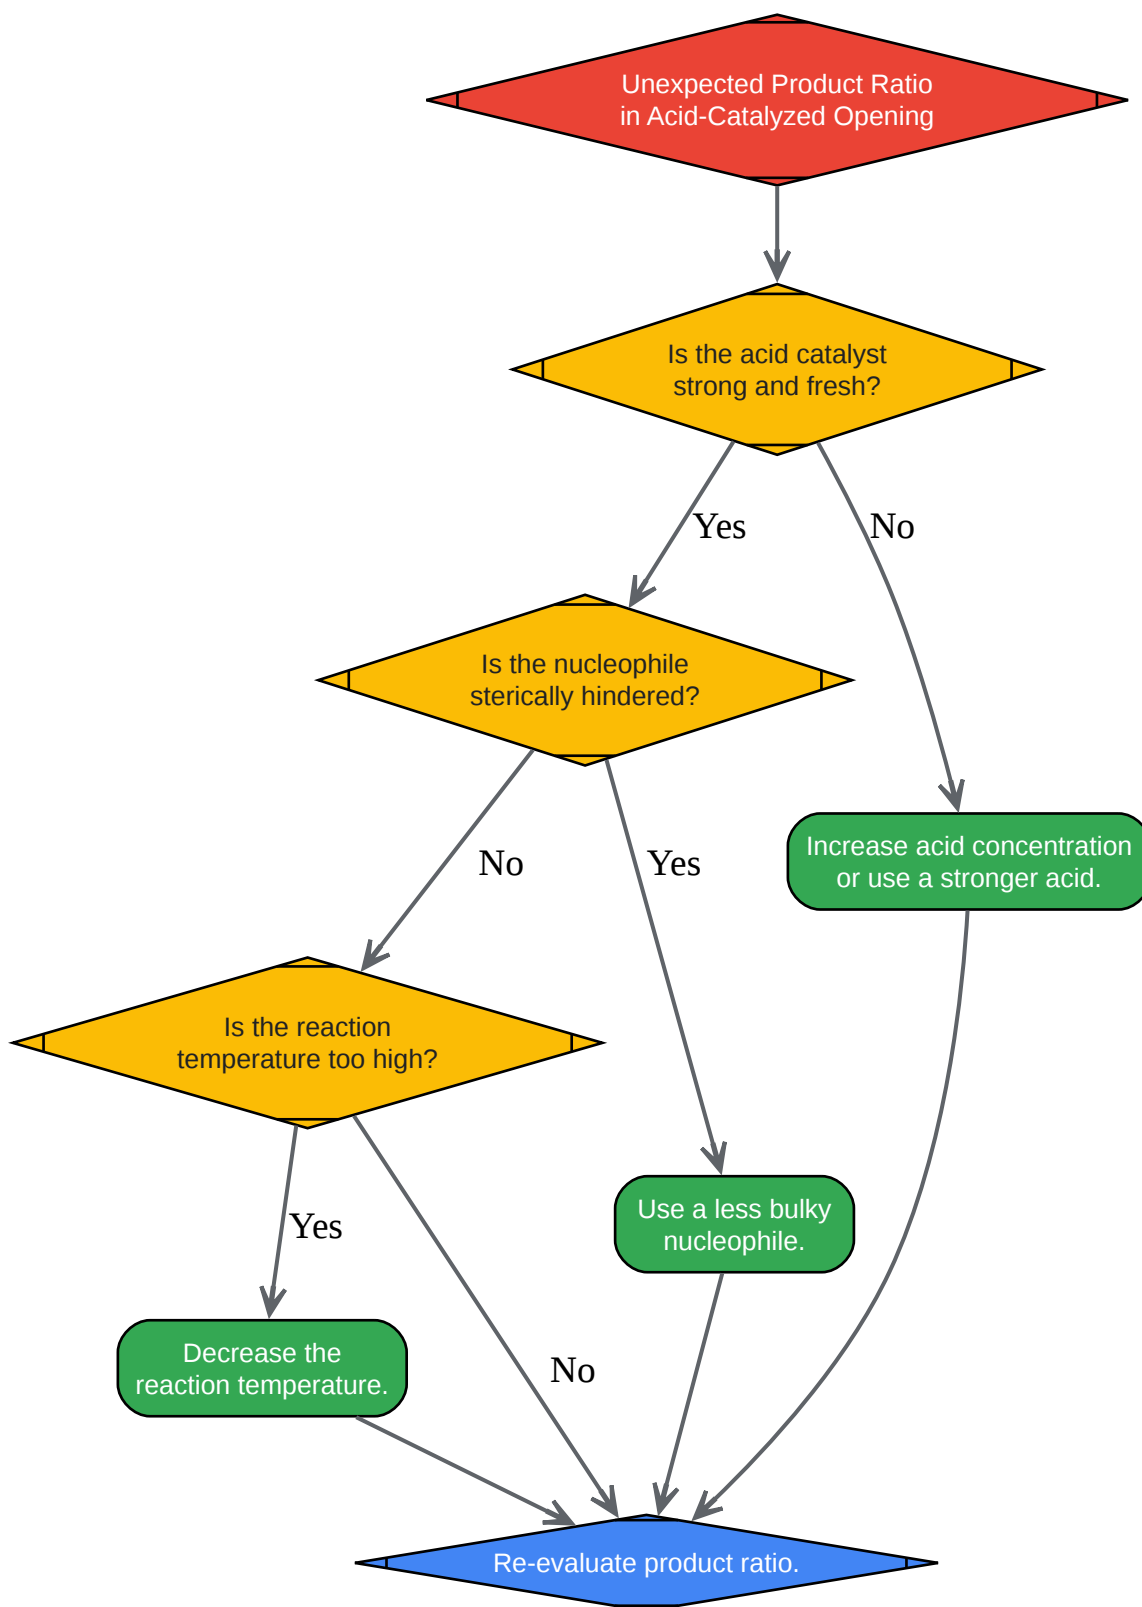 Unexpected Product Ratio
in Acid-Catalyzed Opening
Is the acid catalyst
strong and fresh?
Yes
No
Is the nucleophile
sterically hindered?
Increase acid concentration
or use a stronger acid.
No
Yes
Is the reaction
temperature too high?
Use a less bulky
nucleophile.
Yes
Decrease the
reaction temperature.
No
Re-evaluate product ratio.